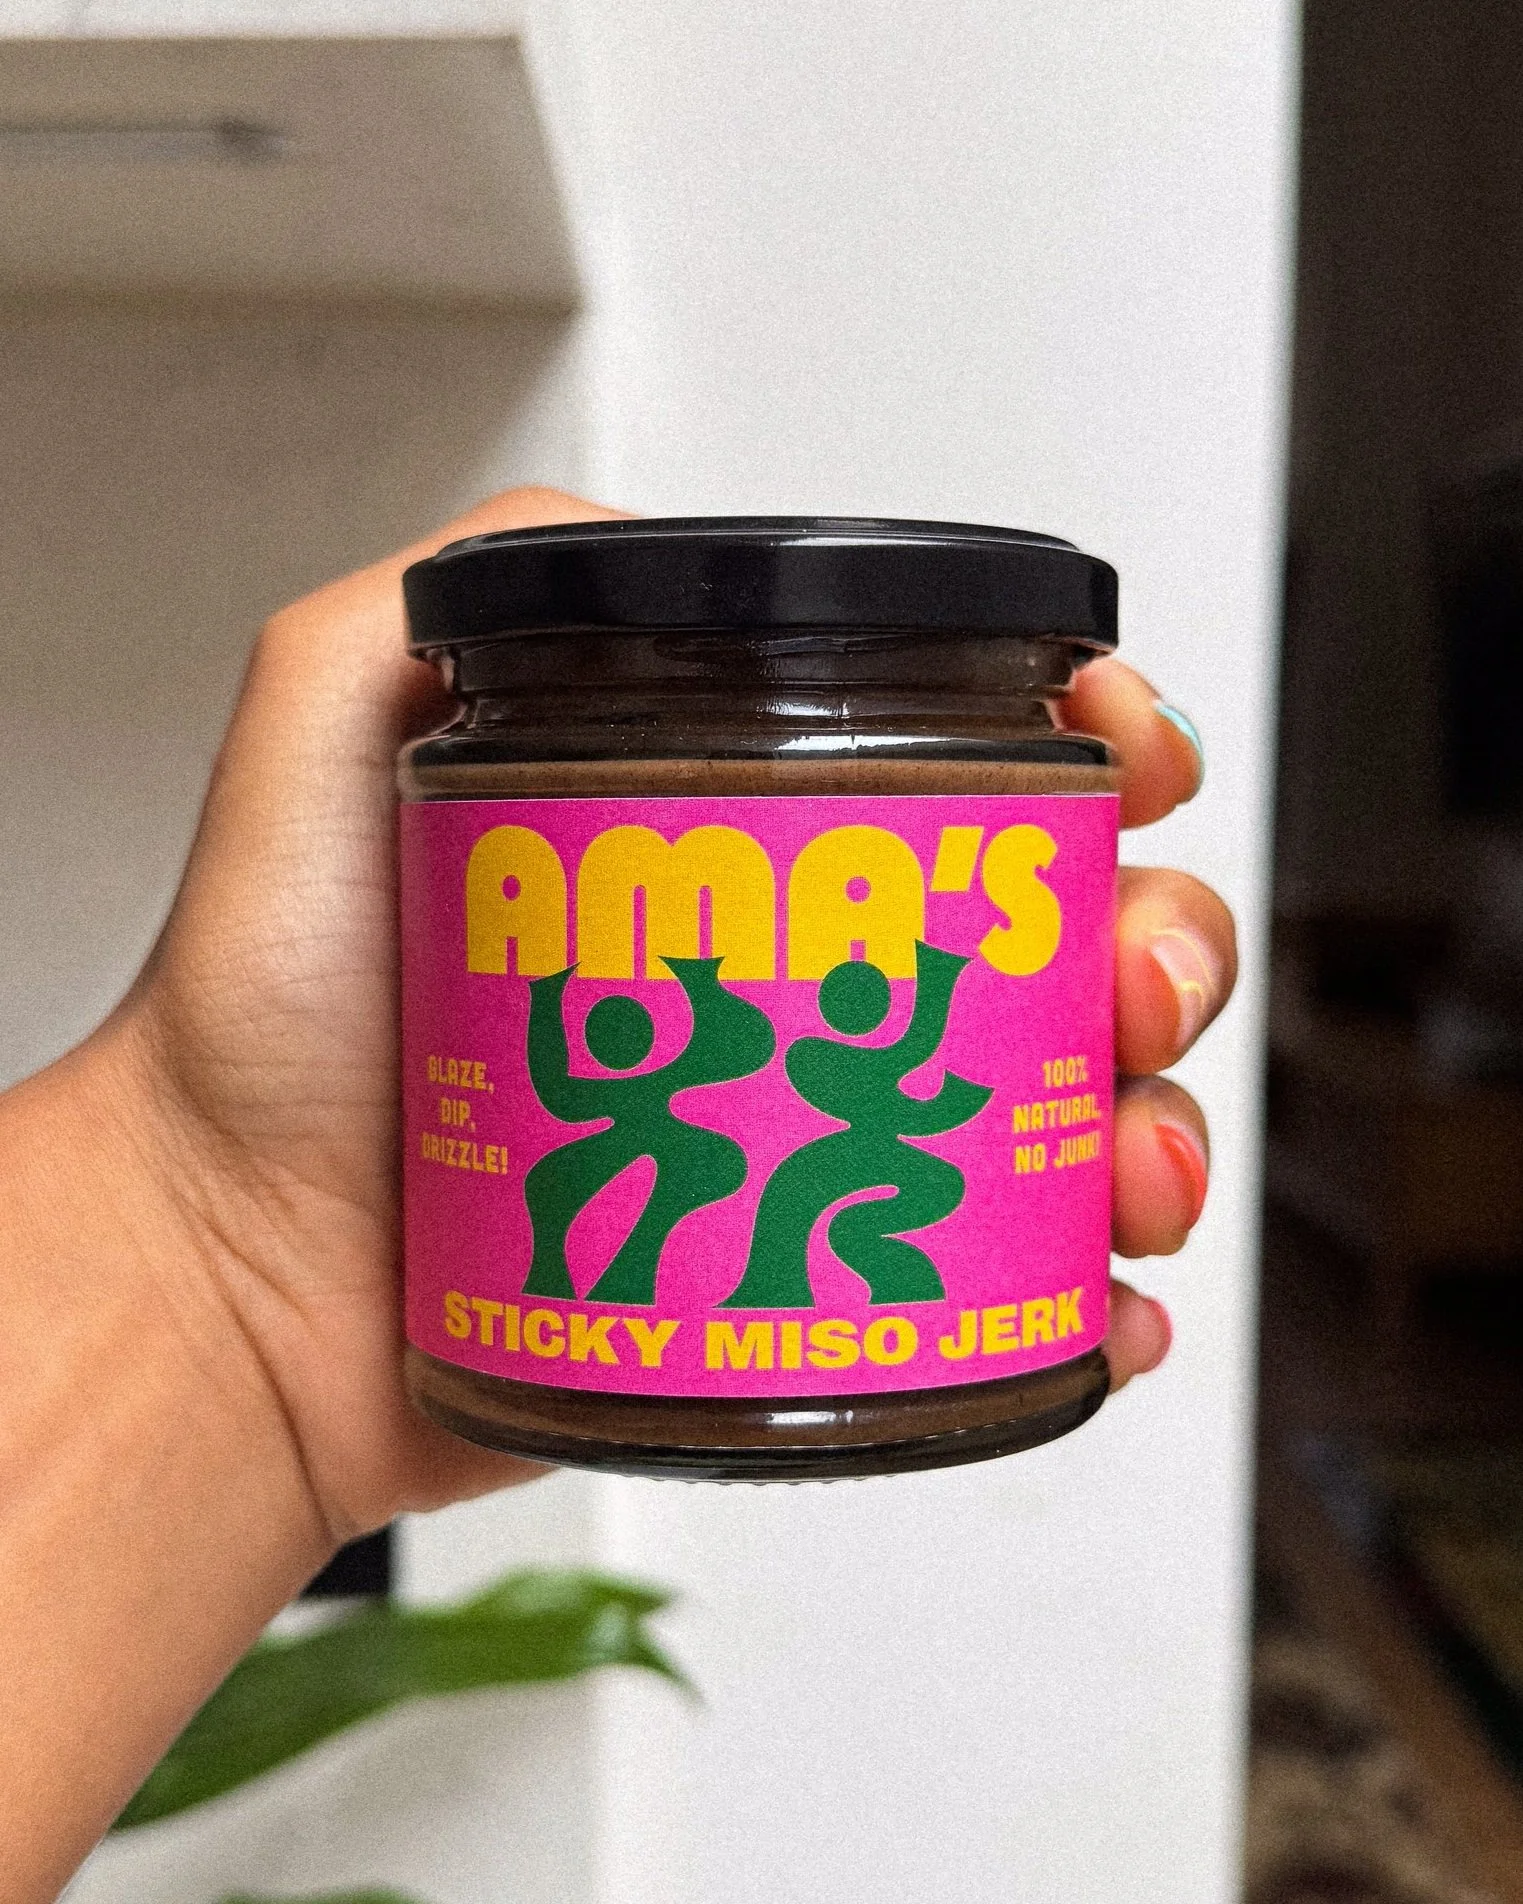 AMA'S
GLAZE,
DIP,
DRIZZLE!
100%
NATURAL.
NO JUNK!
STICKY MISO JERK